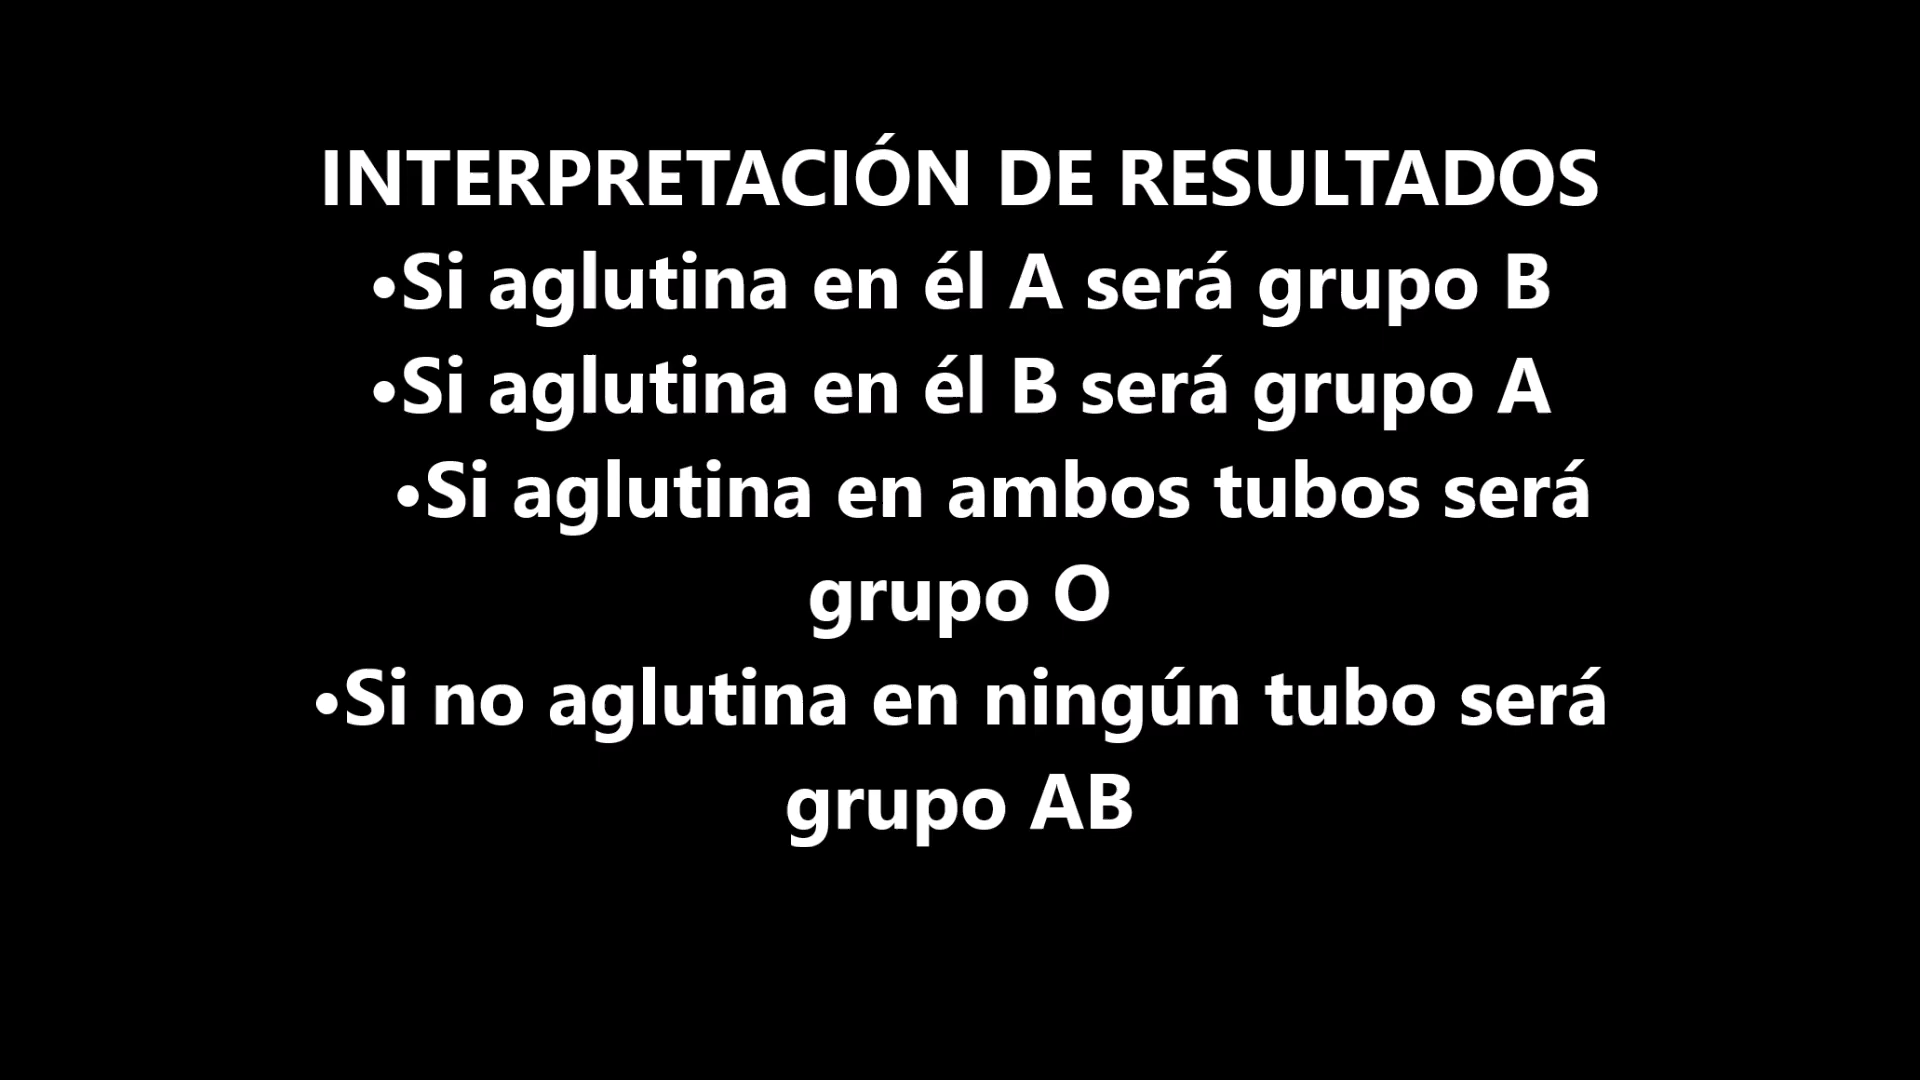 INTERPRETACIÓN DE RESULTADOS
•Si aglutina en él A será grupo B
•Si aglutina en él B será grupo A
•Si aglutina en ambos tubos será
grupo O
•Si no aglutina en ningún tubo será
grupo AB